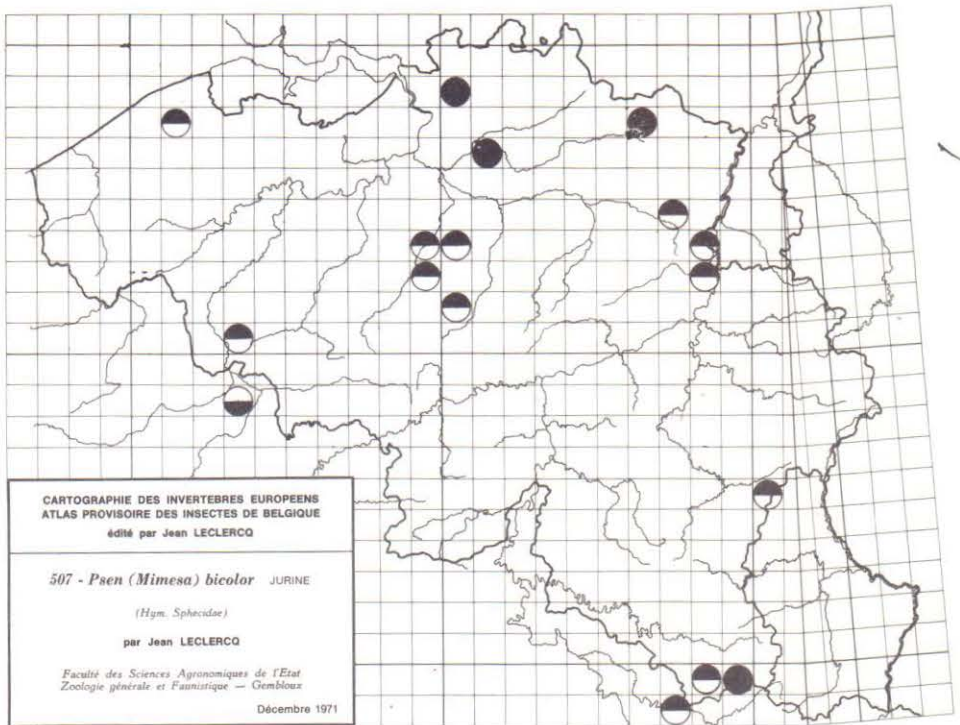 CARTOGRAPHIE DES INVERTEBRES EUROPEENS
ATLAS PROVISOIRE DES INSECTES DE BELGIQUE
édité par Jean LECLERCQ
507 - Psen (Mimesa) bicolor JURINE
(Hym. Sphecidae)
par Jean LECLERCQ
Faculté des Sciences Agronomiques de l'Etat
Zoologie générale et Faunistique — Gembloux
Décembre 1971